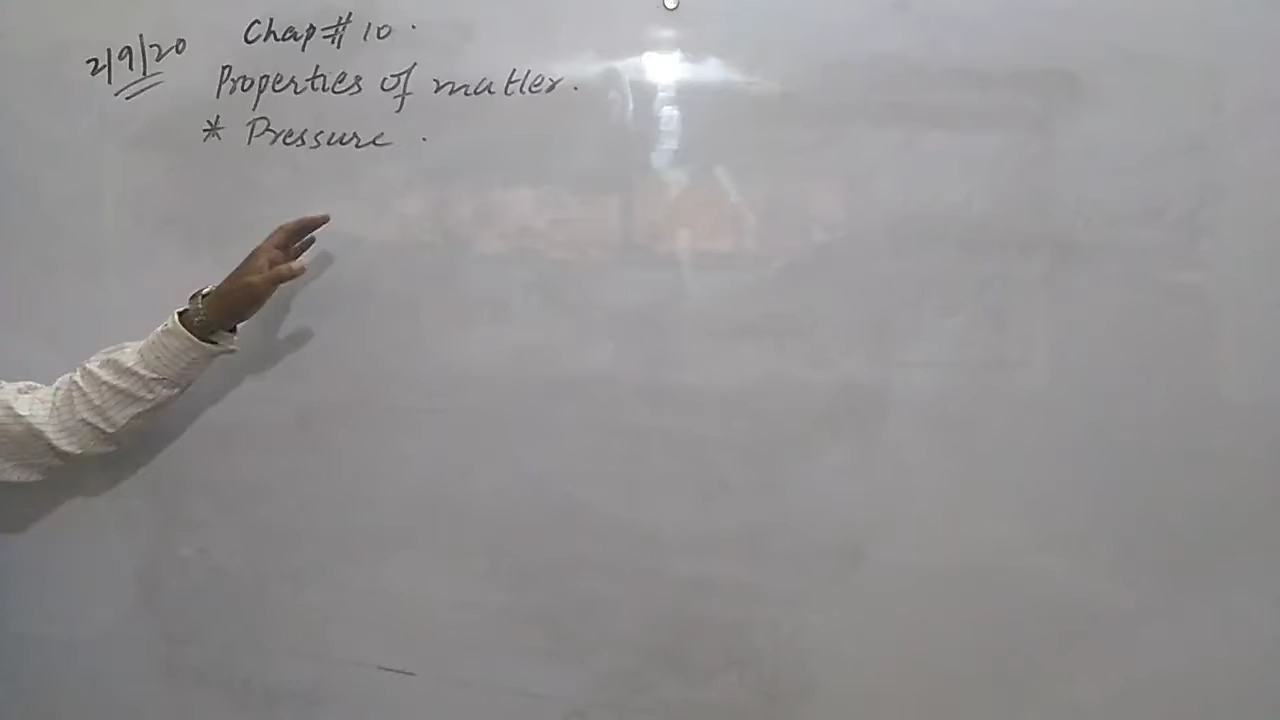 Chap# 10.
2/9/20
Properties of matter.
* Pressure.